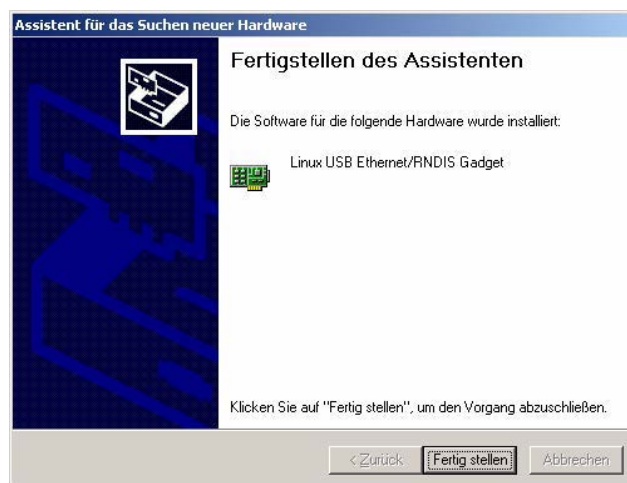 Assistent für das Suchen neuer Hardware
Fertigstellen des Assistenten
Die Software für die folgende Hardware wurde installiert:
Linux USB Ethernet/RNDIS Gadget
Klicken Sie auf "Fertig stellen", um den Vorgang abzuschließen.
< Zurück Fertig stellen Abbrechen